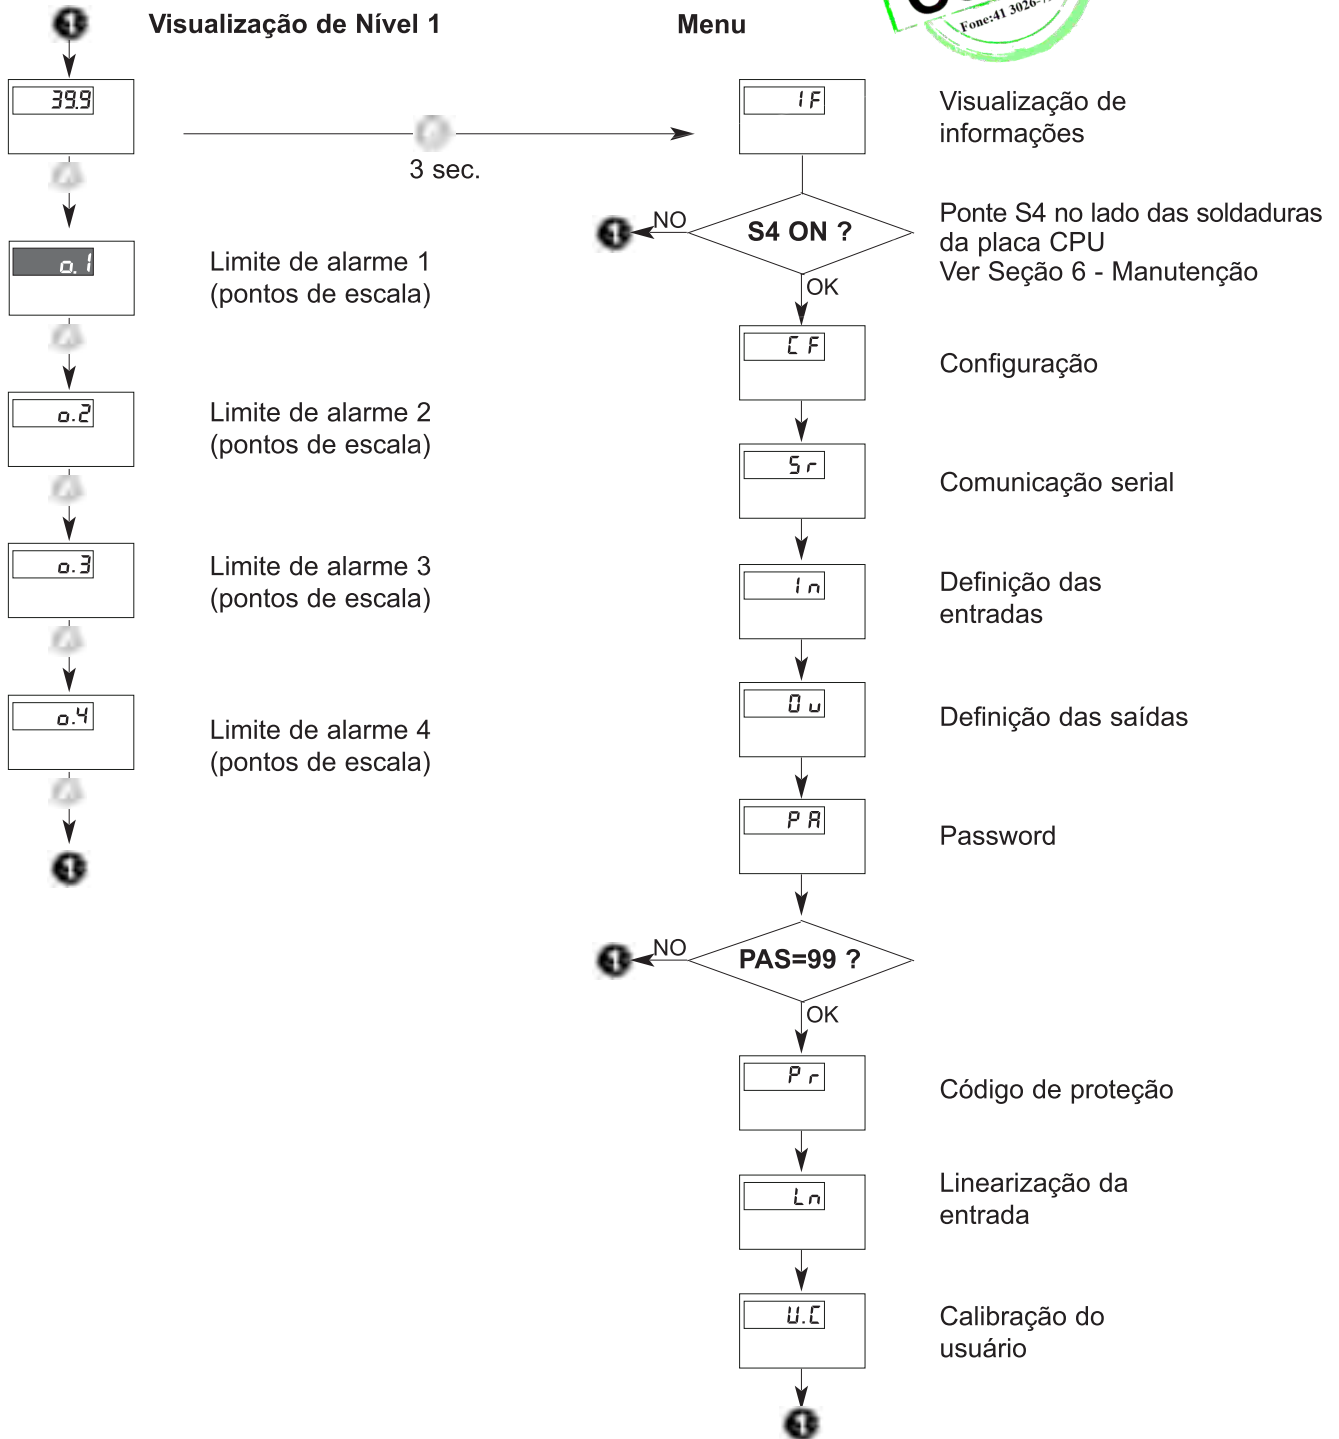 1
Visualização de Nível 1
39.9
o.1
Limite de alarme 1
(pontos de escala)
o.2
Limite de alarme 2
(pontos de escala)
o.3
Limite de alarme 3
(pontos de escala)
o.4
Limite de alarme 4
(pontos de escala)
1
3 sec.
Menu
Fone:41 3026-
IF
Visualização de
informações
S4 ON ?
NO
1
OK
Ponte S4 no lado das soldaduras
da placa CPU
Ver Seção 6 - Manutenção
CF
Configuração
Sr
Comunicação serial
In
Definição das
entradas
Ou
Definição das saídas
PA
Password
PAS=99 ?
NO
1
OK
Pr
Código de proteção
Ln
Linearização da
entrada
U.C
Calibração do
usuário
1